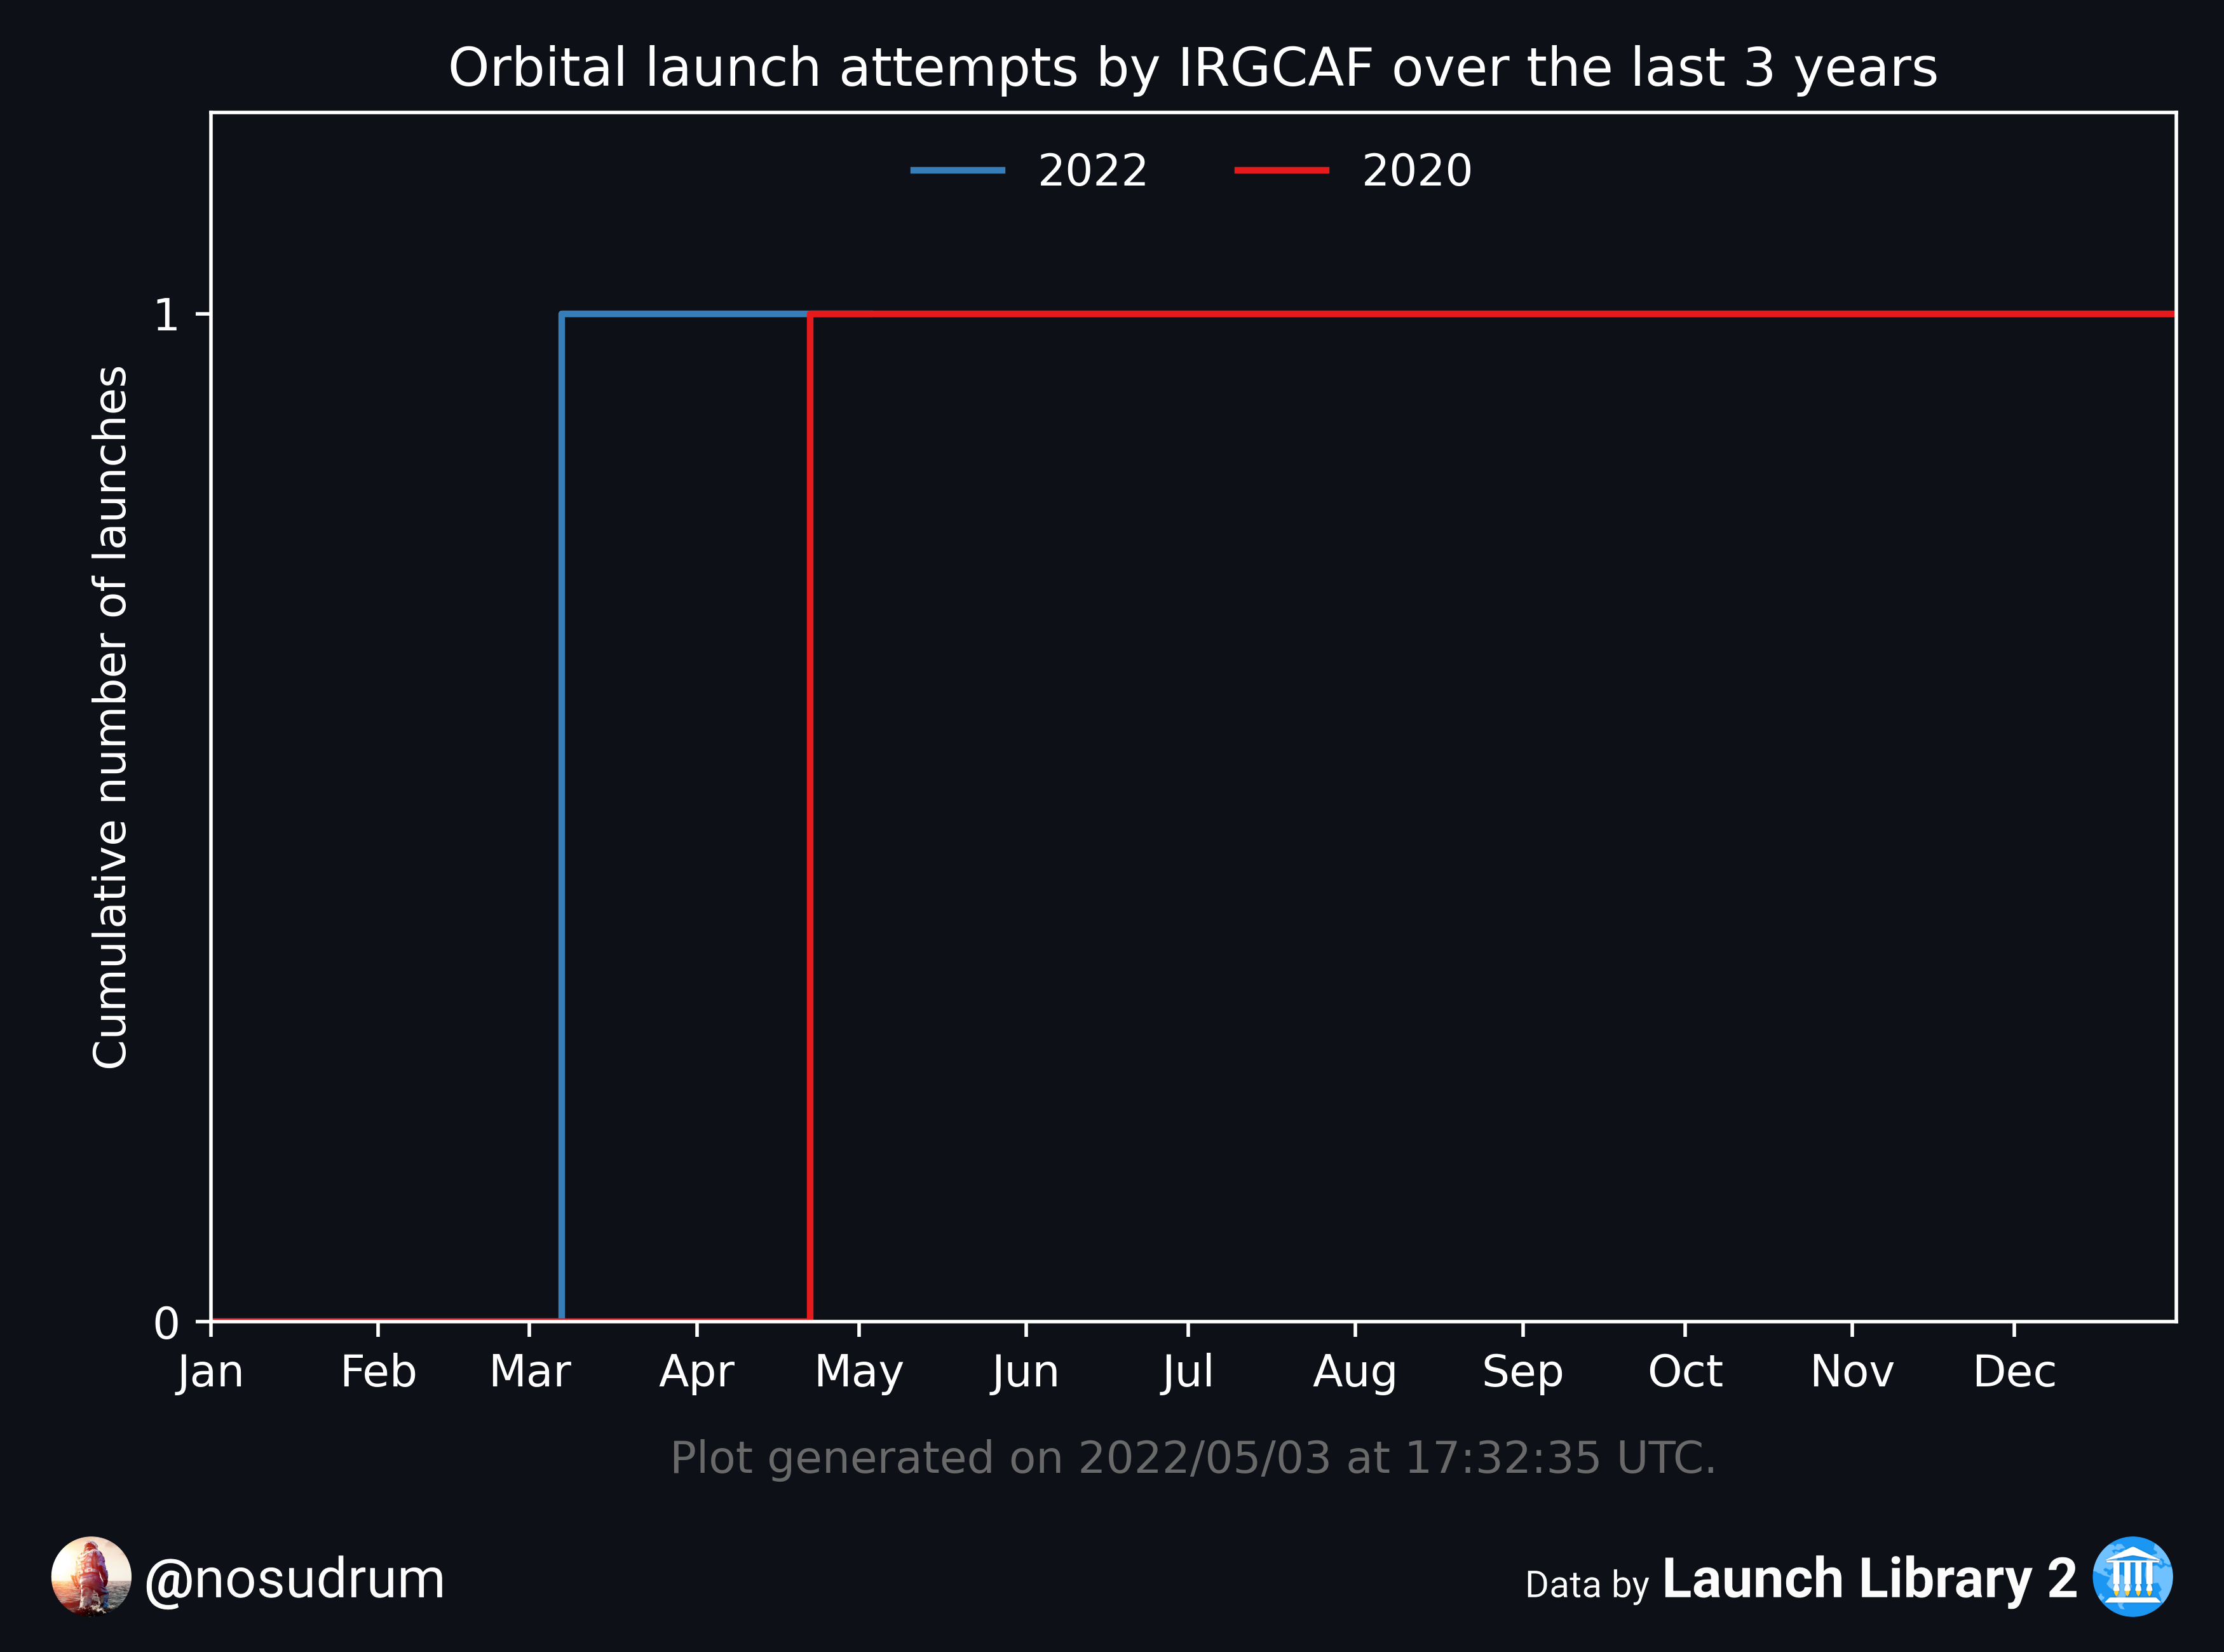 Orbital launch attempts by IRGCAF over the last 3 years
2022 2020
Cumulative number of launches
1
0
Jan Feb Mar Apr May Jun Jul Aug Sep Oct Nov Dec
Plot generated on 2022/05/03 at 17:32:35 UTC.
@nosudrum
Data by Launch Library 2